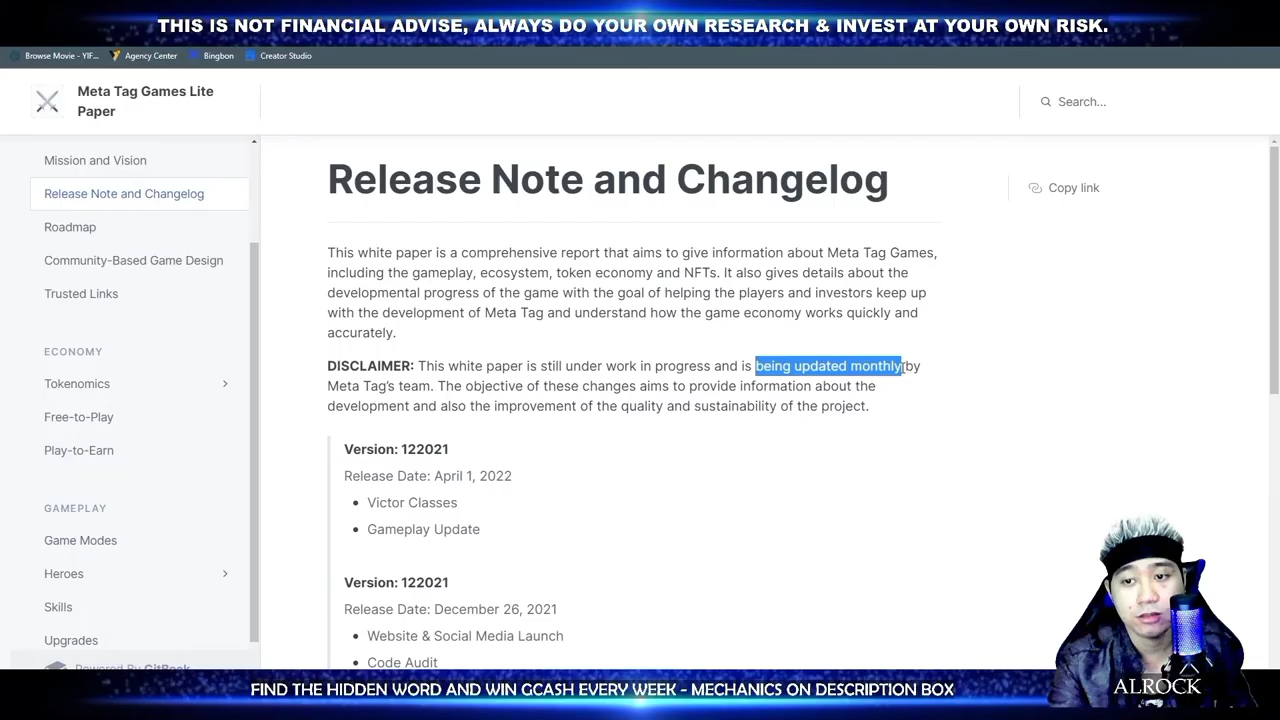 THIS IS NOT FINANCIAL ADVISE, ALWAYS DO YOUR OWN RESEARCH & INVEST AT YOUR OWN RISK.
Browse Movie - YIF... Agency Center Bingbon Creator Studio
Meta Tag Games Lite
Paper
Search...
Mission and Vision
Release Note and Changelog
Roadmap
Community-Based Game Design
Trusted Links
ECONOMY
Tokenomics
Free-to-Play
Play-to-Earn
GAMEPLAY
Game Modes
Heroes
Skills
Upgrades
Powered By GitBook
Release Note and Changelog
Copy link
This white paper is a comprehensive report that aims to give information about Meta Tag Games,
including the gameplay, ecosystem, token economy and NFTs. It also gives details about the
developmental progress of the game with the goal of helping the players and investors keep up
with the development of Meta Tag and understand how the game economy works quickly and
accurately.
DISCLAIMER: This white paper is still under work in progress and is being updated monthly by
Meta Tag's team. The objective of these changes aims to provide information about the
development and also the improvement of the quality and sustainability of the project.
Version: 122021
Release Date: April 1, 2022
• Victor Classes
• Gameplay Update
Version: 122021
Release Date: December 26, 2021
• Website & Social Media Launch
• Code Audit
ALROCK
FIND THE HIDDEN WORD AND WIN GCASH EVERY WEEK - MECHANICS ON DESCRIPTION BOX